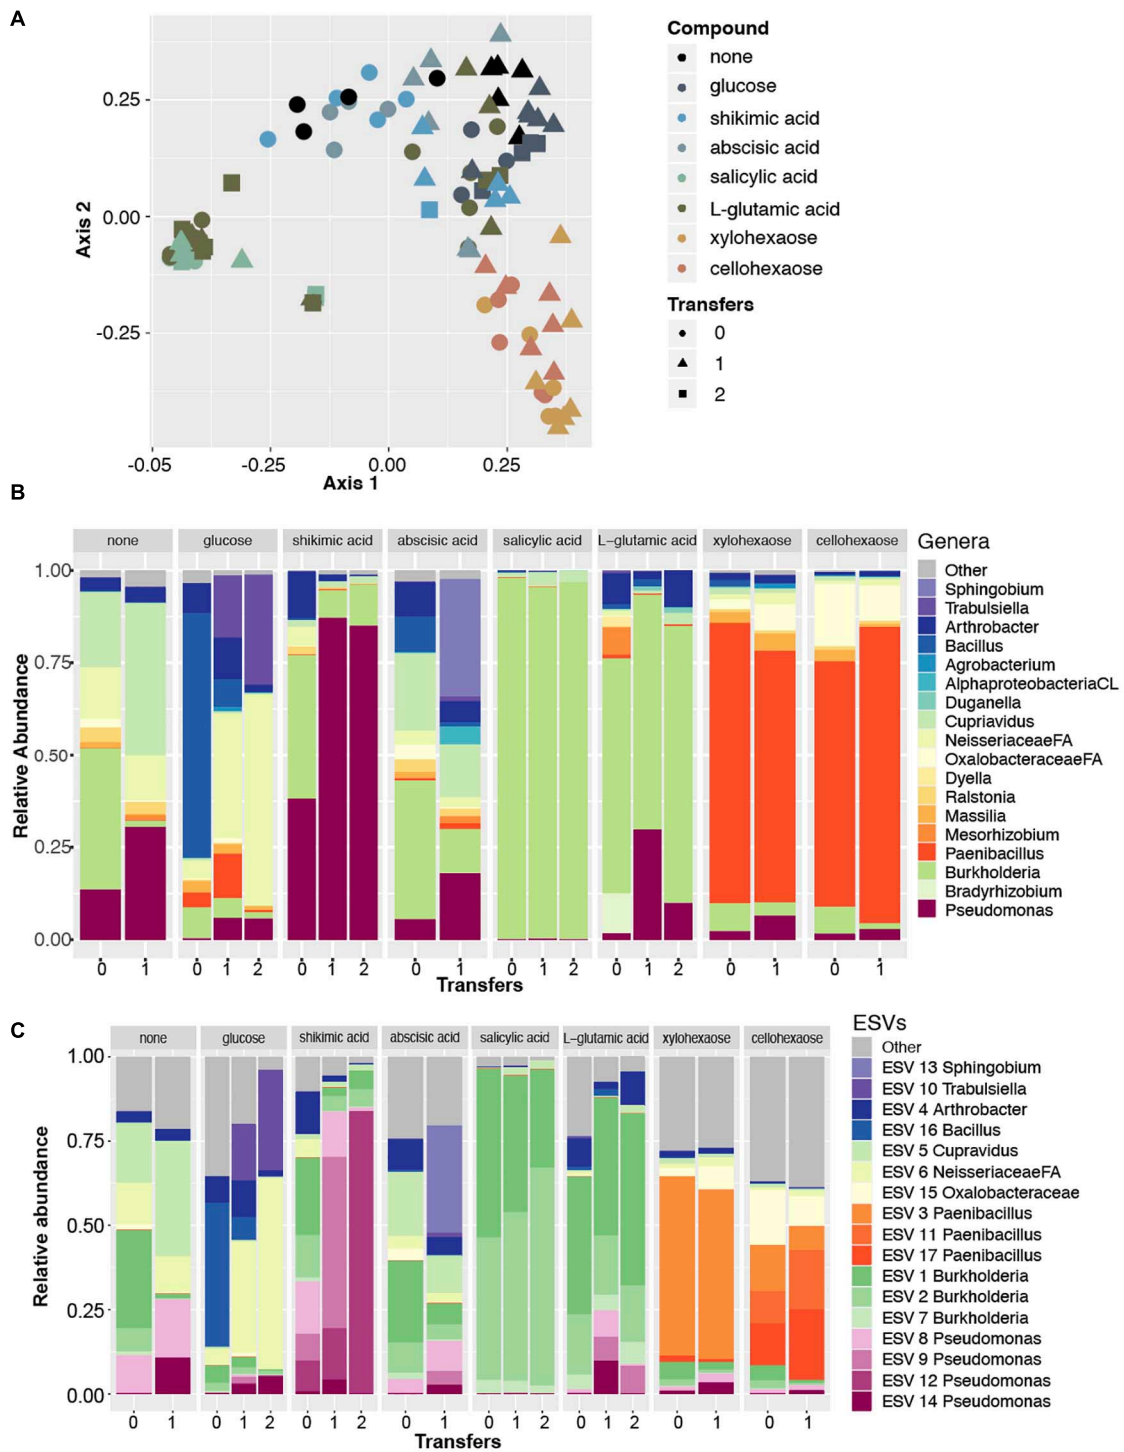 A
Axis 2
0.25
0.00
-0.25
-0.05
-0.25
0.00
0.25
Axis 1
Compound
none
glucose
shikimic acid
abscisic acid
salicylic acid
L-glutamic acid
xylohexaose
cellohexaose
Transfers
0
1
2
B
none
glucose
shikimic acid
abscisic acid
salicylic acid
L-glutamic acid
xylohexaose
cellohexaose
Relative Abundance
1.00
0.75
0.50
0.25
0.00
0 1
0 1 2
0 1 2
0 1
0 1 2
0 1 2
0 1
0 1
Transfers
Genera
Other
Sphingobium
Trabulsiella
Arthrobacter
Bacillus
Agrobacterium
AlphaproteobacteriaCL
Duganella
Cupriavidus
NeisseriaceaeFA
OxalobacteraceaeFA
Dyella
Ralstonia
Massilia
Mesorhizobium
Paenibacillus
Burkholderia
Bradyrhizobium
Pseudomonas
C
none
glucose
shikimic acid
abscisic acid
salicylic acid
L-glutamic acid
xylohexaose
cellohexaose
Relative abundance
1.00
0.75
0.50
0.25
0.00
0 1
0 1 2
0 1 2
0 1
0 1 2
0 1 2
0 1
0 1
Transfers
ESVs
Other
ESV 13 Sphingobium
ESV 10 Trabulsiella
ESV 4 Arthrobacter
ESV 16 Bacillus
ESV 5 Cupravidus
ESV 6 NeisseriaceaeFA
ESV 15 Oxalobacteraceae
ESV 3 Paenibacillus
ESV 11 Paenibacillus
ESV 17 Paenibacillus
ESV 1 Burkholderia
ESV 2 Burkholderia
ESV 7 Burkholderia
ESV 8 Pseudomonas
ESV 9 Pseudomonas
ESV 12 Pseudomonas
ESV 14 Pseudomonas